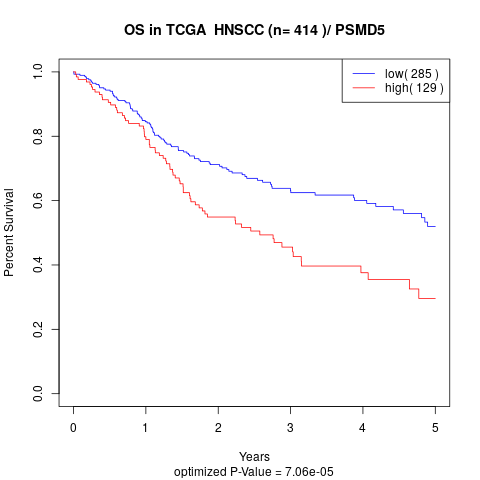 OS in TCGA  HNSCC (n= 414 )/ PSMD5
low( 285 )
high( 129 )
Percent Survival
1.0
0.8
0.6
0.4
0.2
0.0
0 1 2 3 4 5
Years
optimized P-Value = 7.06e-05